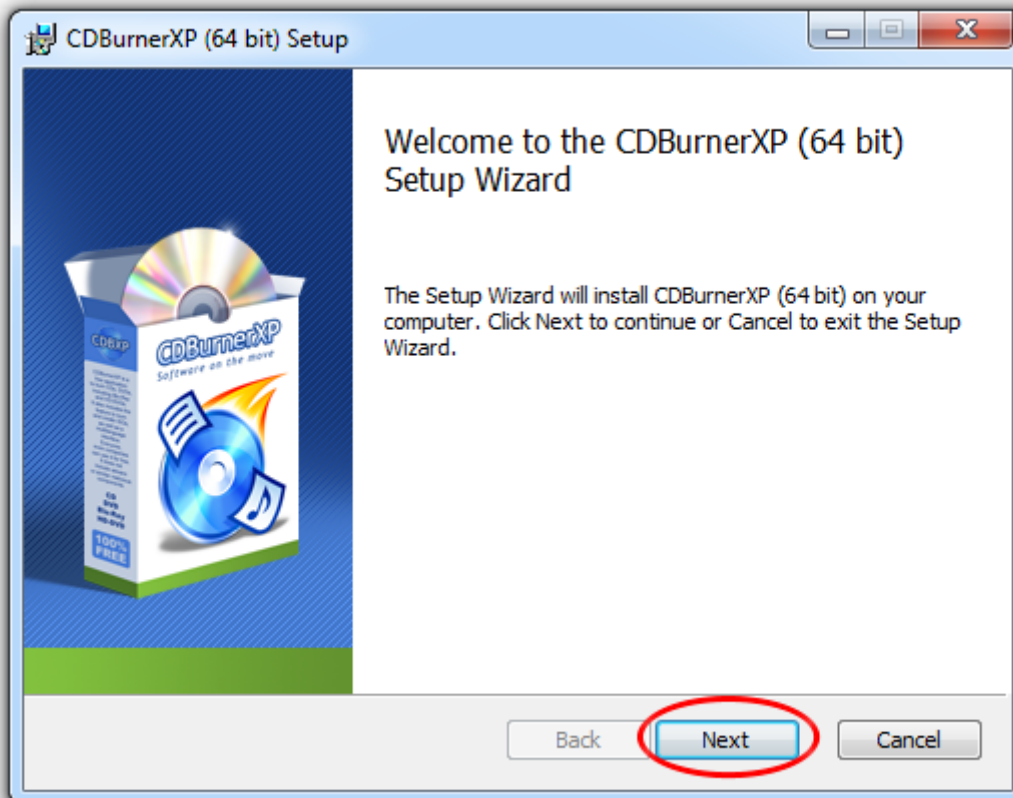 CDBurnerXP (64 bit) Setup
Welcome to the CDBurnerXP (64 bit)
Setup Wizard
The Setup Wizard will install CDBurnerXP (64 bit) on your
computer. Click Next to continue or Cancel to exit the Setup
Wizard.
CDBXP
CDBurnerXP
Software on the move
CD
DVD
Blu-Ray
HD-DVD
100%
FREE
Back
Next
Cancel